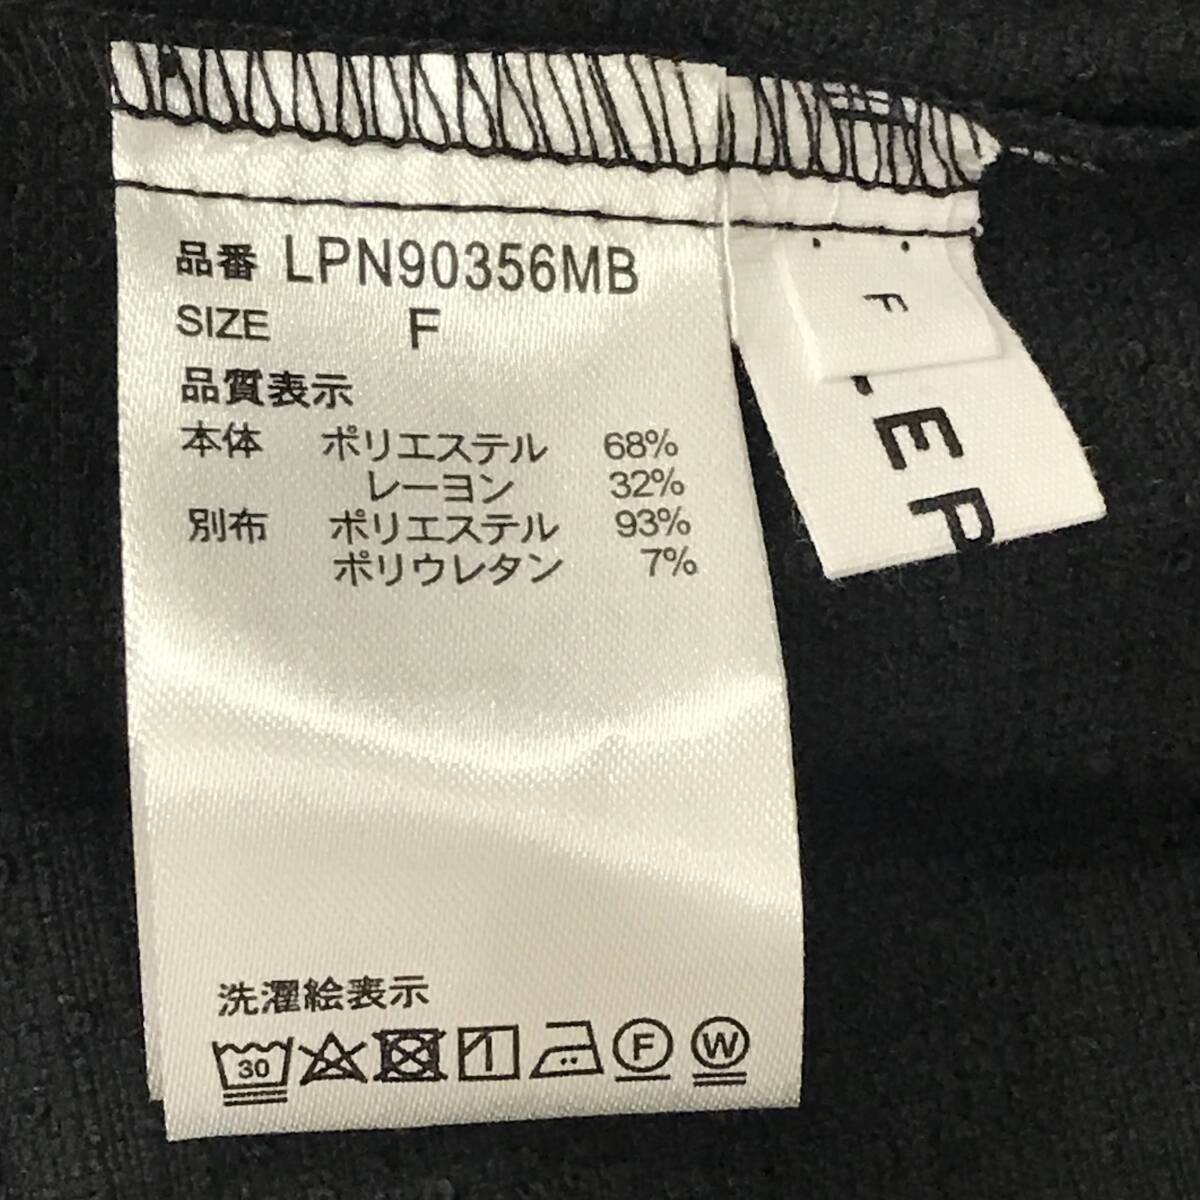 品番 LPN90356MB
SIZE F
品質表示
本体 ポリエステル 68%
レーヨン 32%
別布 ポリエステル 93%
ポリウレタン 7%
洗濯絵表示
30 F W
F
.EP